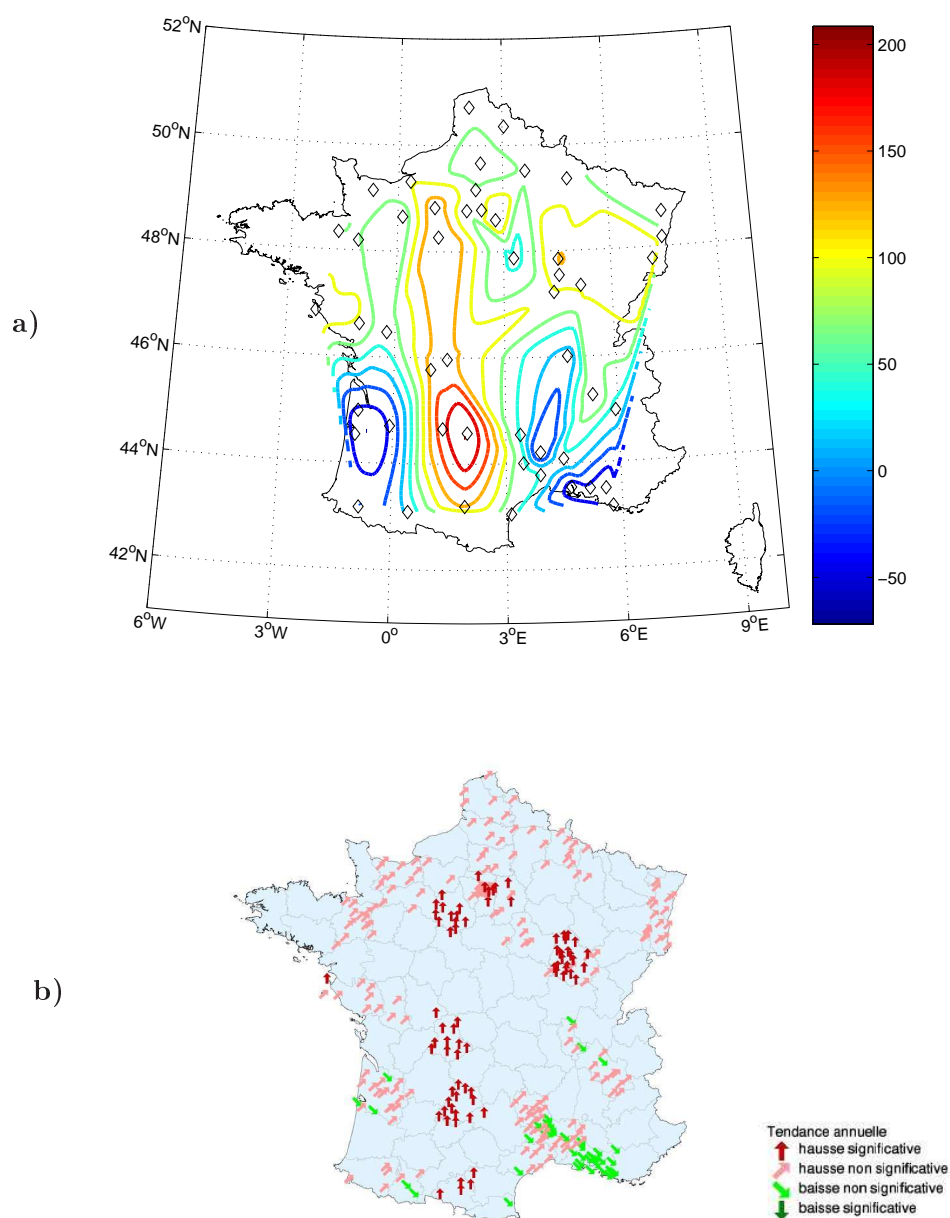 52°N
50°N
48°N
46°N
44°N
42°N
6°W
3°W
0°
3°E
6°E
9°E
200
150
100
50
0
−50
a)
b)
Tendance annuelle
hausse significative
hausse non significative
baisse non significative
baisse significative